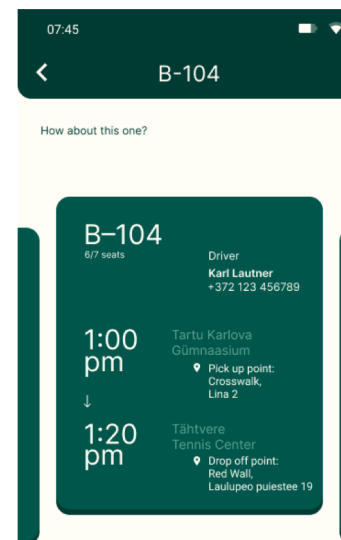 07:45
B-104
How about this one?
B–104
6/7 seats
Driver
Karl Lautner
+372 123 456789
1:00
pm
Tartu Karlova
Gümnaasium
Pick up point:
Crosswalk,
Lina 2
↓
1:20
pm
Tähtvere
Tennis Center
Drop off point:
Red Wall,
Laulupeo puiestee 19